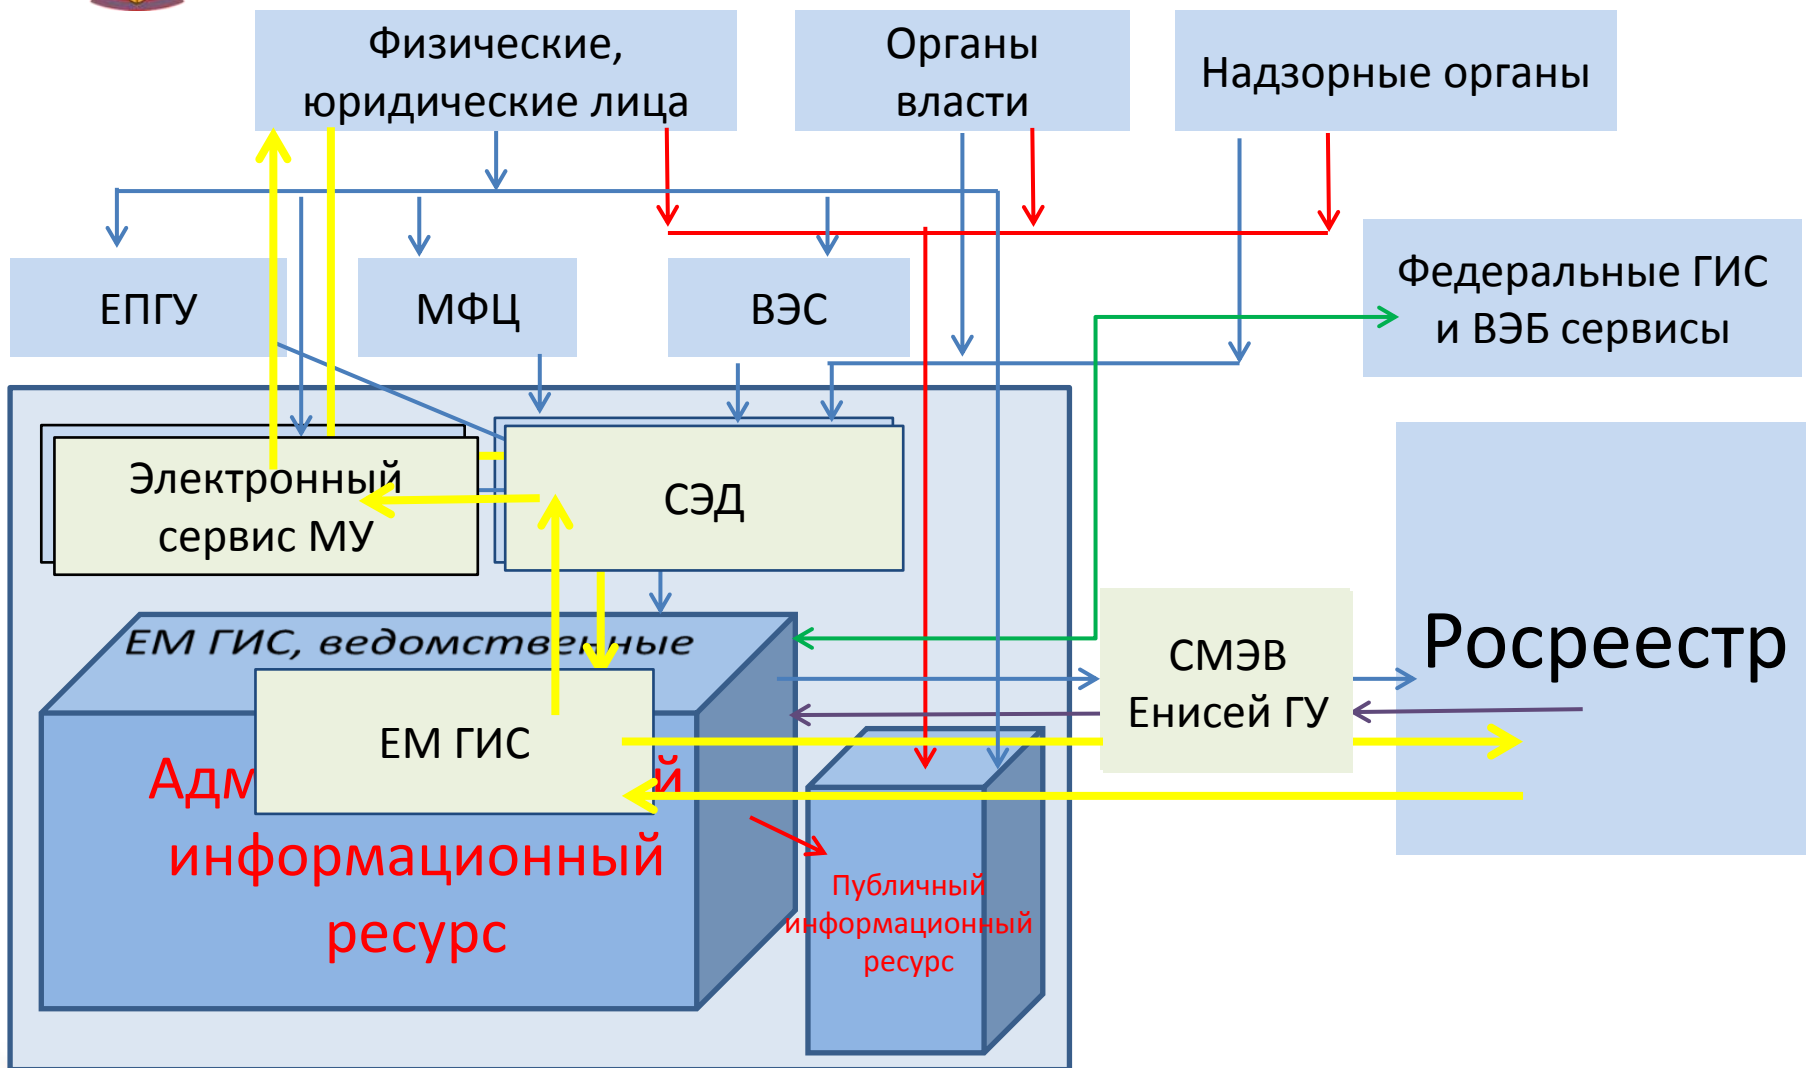 Физические,
юридические лица
Органы
власти
Надзорные органы
ЕПГУ
МФЦ
ВЭС
Федеральные ГИС
и ВЭБ сервисы
Электронный
сервис МУ
СЭД
ЕМ ГИС, ведомственные
СМЭВ
Енисей ГУ
Росреестр
ЕМ ГИС
информационный
ресурс
Публичный
информационный
ресурс